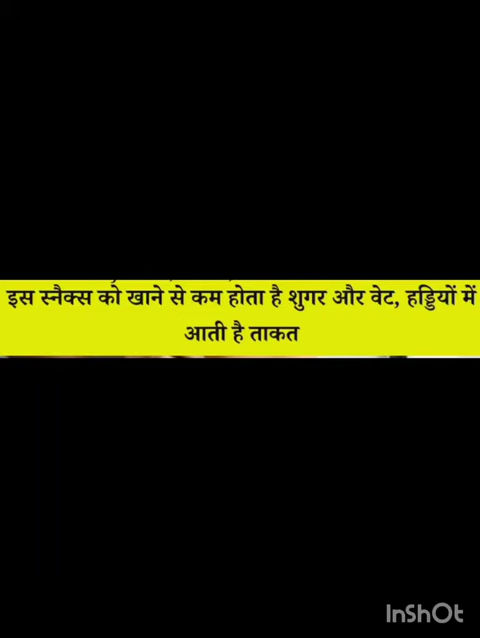 इस स्नैक्स को खाने से कम होता है शुगर और वेट, हड्डियों में
आती है ताकत
InShOt